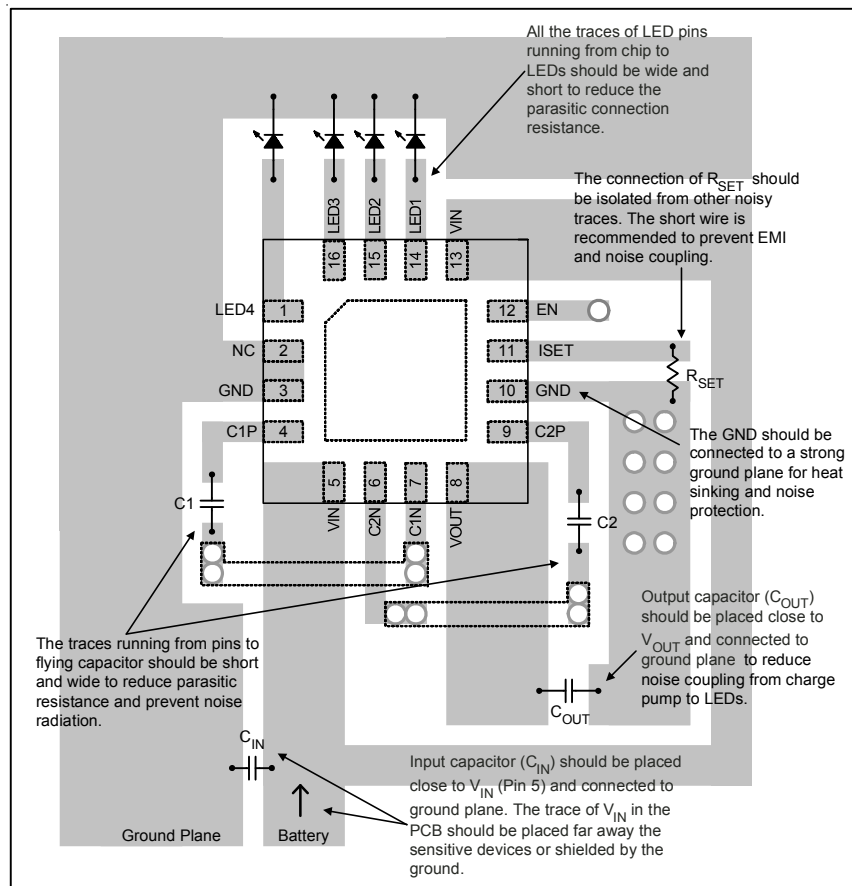 All the traces of LED pins
running from chip to
LEDs should be wide and
short to reduce the
parasitic connection
resistance.
The connection of RSET should
be isolated from other noisy
traces. The short wire is
recommended to prevent EMI
and noise coupling.
LED3
LED2
LED1
VIN
16
15
14
13
LED4
1
12
EN
NC
2
11
ISET
RSET
GND
3
10
GND
C1P
4
9
C2P
The GND should be
connected to a strong
ground plane for heat
sinking and noise
protection.
5
6
7
8
VIN
C2N
C1N
VOUT
C1
C2
Output capacitor (COUT)
should be placed close to
VOUT and connected to
ground plane to reduce
noise coupling from charge
pump to LEDs.
The traces running from pins to
flying capacitor should be short
and wide to reduce parasitic
resistance and prevent noise
radiation.
COUT
CIN
Input capacitor (CIN) should be placed
close to VIN (Pin 5) and connected to
ground plane. The trace of VIN in the
PCB should be placed far away the
sensitive devices or shielded by the
ground.
Ground Plane
Battery